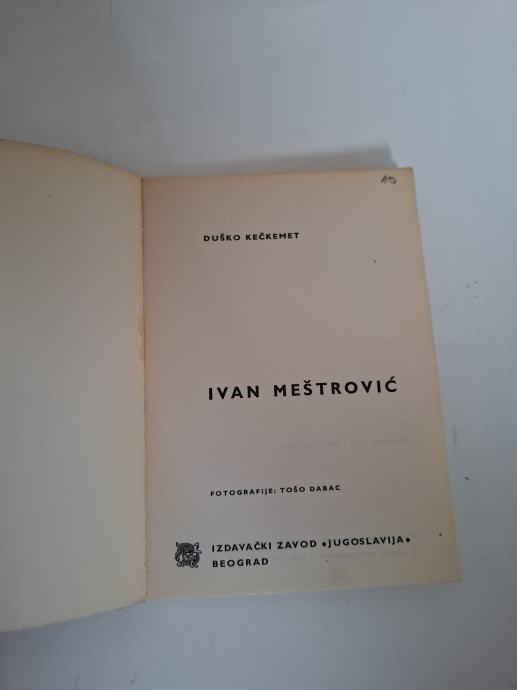 DUŠKO KEČKEMET
IVAN MEŠTROVIĆ
FOTOGRAFIJE: TOŠO DABAC
IZDAVAČKI ZAVOD •JUGOSLAVIJA•
BEOGRAD